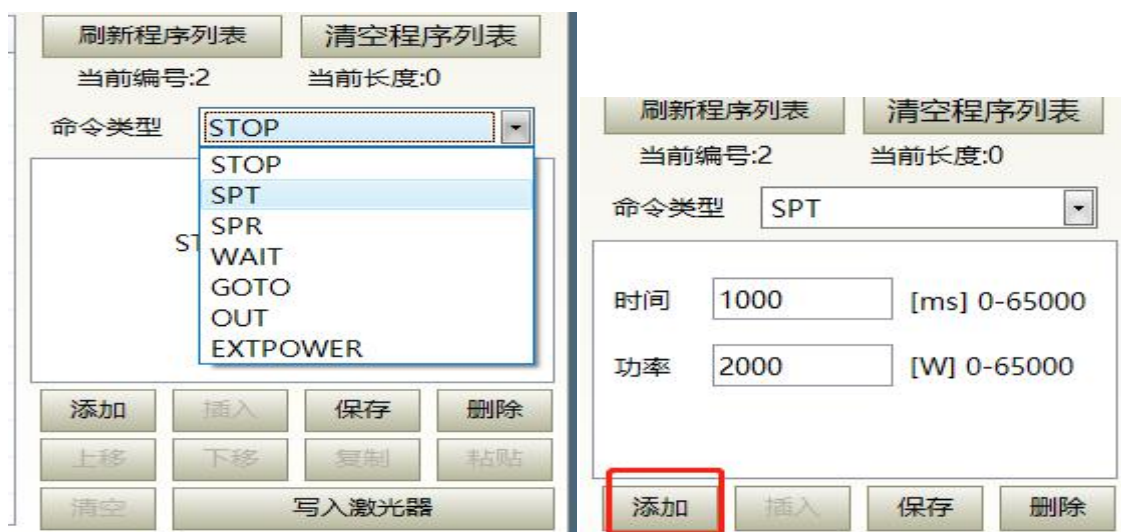 刷新程序列表 清空程序列表
当前编号:2 当前长度:0
命令类型 STOP
STOP
SPT
SPR
ST
WAIT
GOTO
OUT
EXTPOWER
添加 插入 保存 删除
上移 下移 复制 粘贴
清空 写入激光器
刷新程序列表 清空程序列表
当前编号:2 当前长度:0
命令类型 SPT
时间 1000 [ms] 0-65000
功率 2000 [W] 0-65000
添加 插入 保存 删除